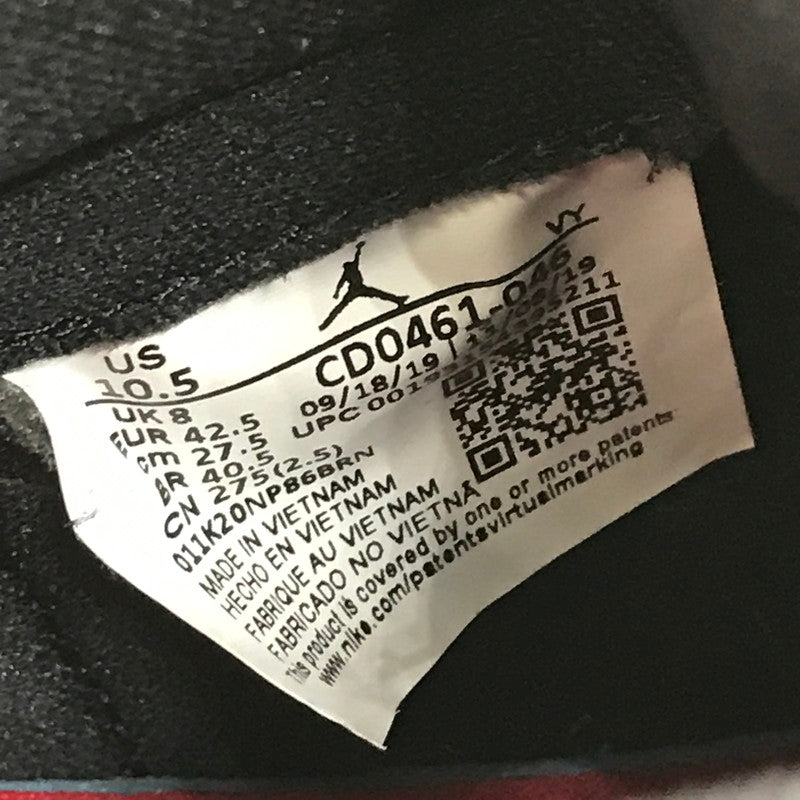 VY
US
10.5
UK 8
EUR 42.5
cm 27.5
BR 40.5
CN 275(2.5)
CD0461-046
09/18/19
UPC 0019
011K20NP86BRN
MADE IN VIETNAM
HECHO EN VIETNAM
FABRIQUE AU VIETNAM
FABRICADO NO VIETNÃ
This product is covered by one or more patents
www.nike.com/patentsvirtualmarking